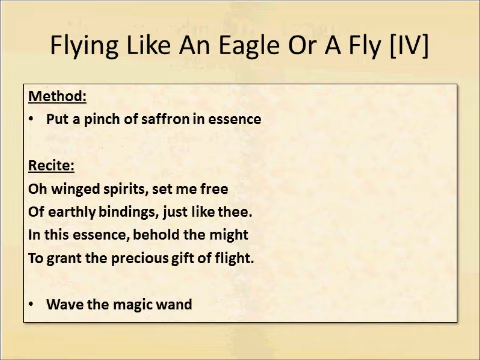 Flying Like An Eagle Or A Fly [IV]
Method:
• Put a pinch of saffron in essence
Recite:
Oh winged spirits, set me free
Of earthly bindings, just like thee.
In this essence, behold the might
To grant the precious gift of flight.
• Wave the magic wand